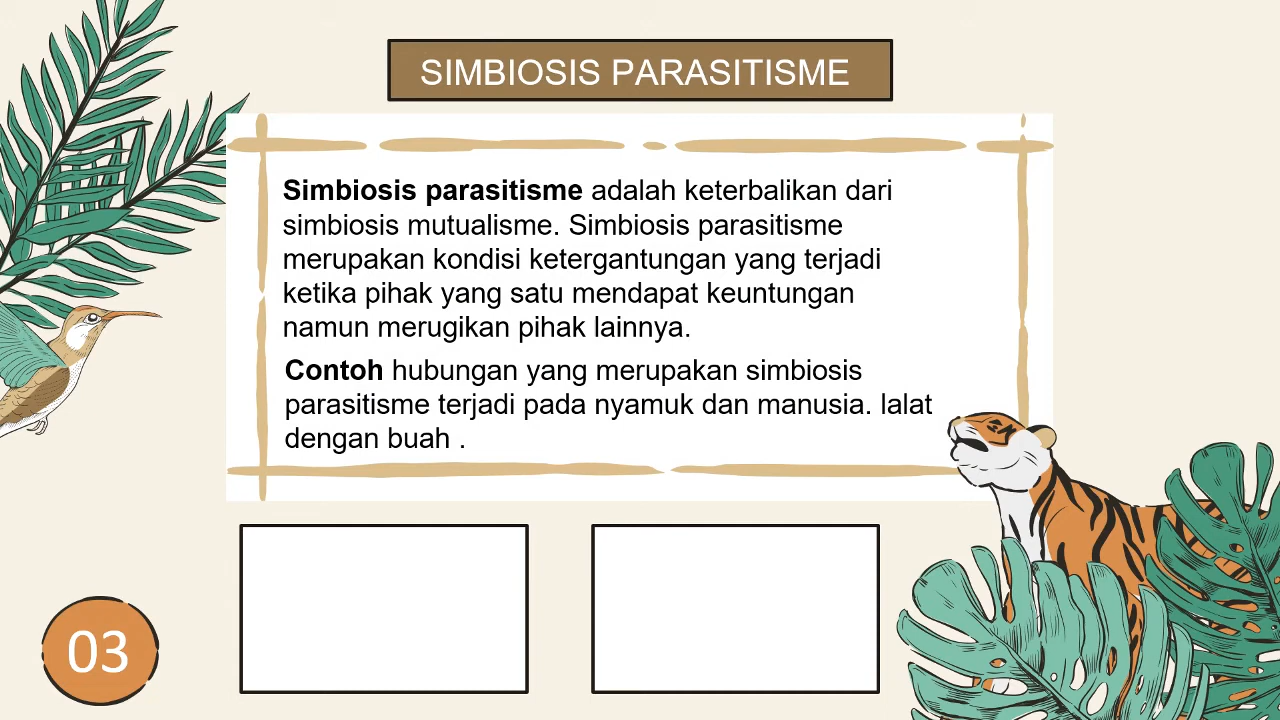 SIMBIOSIS PARASITISME
Simbiosis parasitisme adalah keterbalikan dari
simbiosis mutualisme. Simbiosis parasitisme
merupakan kondisi ketergantungan yang terjadi
ketika pihak yang satu mendapat keuntungan
namun merugikan pihak lainnya.
Contoh hubungan yang merupakan simbiosis
parasitisme terjadi pada nyamuk dan manusia. lalat
dengan buah .
03